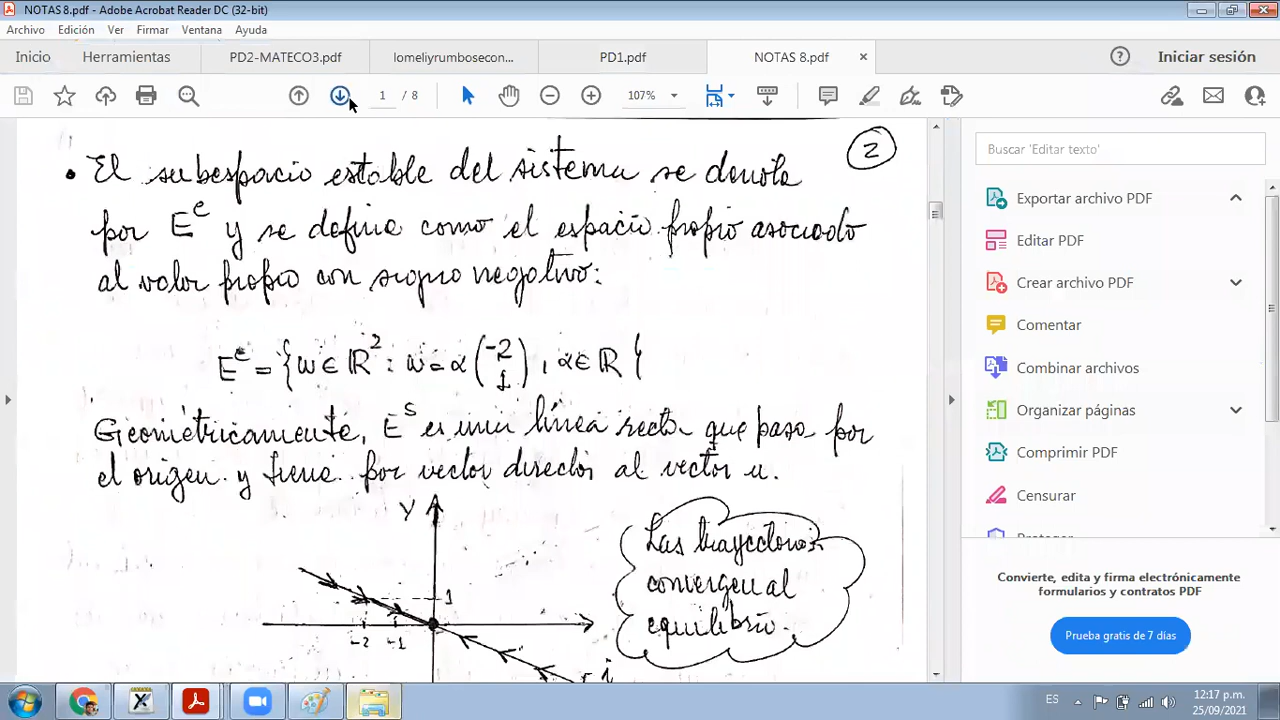 NOTAS 8.pdf - Adobe Acrobat Reader DC (32-bit)
Archivo Edición Ver Firmar Ventana Ayuda
Inicio Herramientas PD2-MATECO3.pdf lomeliyrumbosecon... PD1.pdf NOTAS 8.pdf × Iniciar sesión
1 / 8 107%
2
• El subespacio estable del sistema se denota
por E^e y se define como el espacio propio asociado
al valor propio con signo negativo:
E^e = { w ∈ ℝ^2 : w = α (-2 1), α ∈ ℝ }
Geométricamente, E^s es una línea recta que pasa por
el origen y tiene por vector director al vector u.
Y
1
-2 -1
Las trayectorias
convergen al
equilibrio.
Buscar 'Editar texto'
Exportar archivo PDF
Editar PDF
Crear archivo PDF
Comentar
Combinar archivos
Organizar páginas
Comprimir PDF
Censurar
Proteger
Convierte, edita y firma electrónicamente
formularios y contratos PDF
Prueba gratis de 7 días
ES
12:17 p.m.
25/09/2021